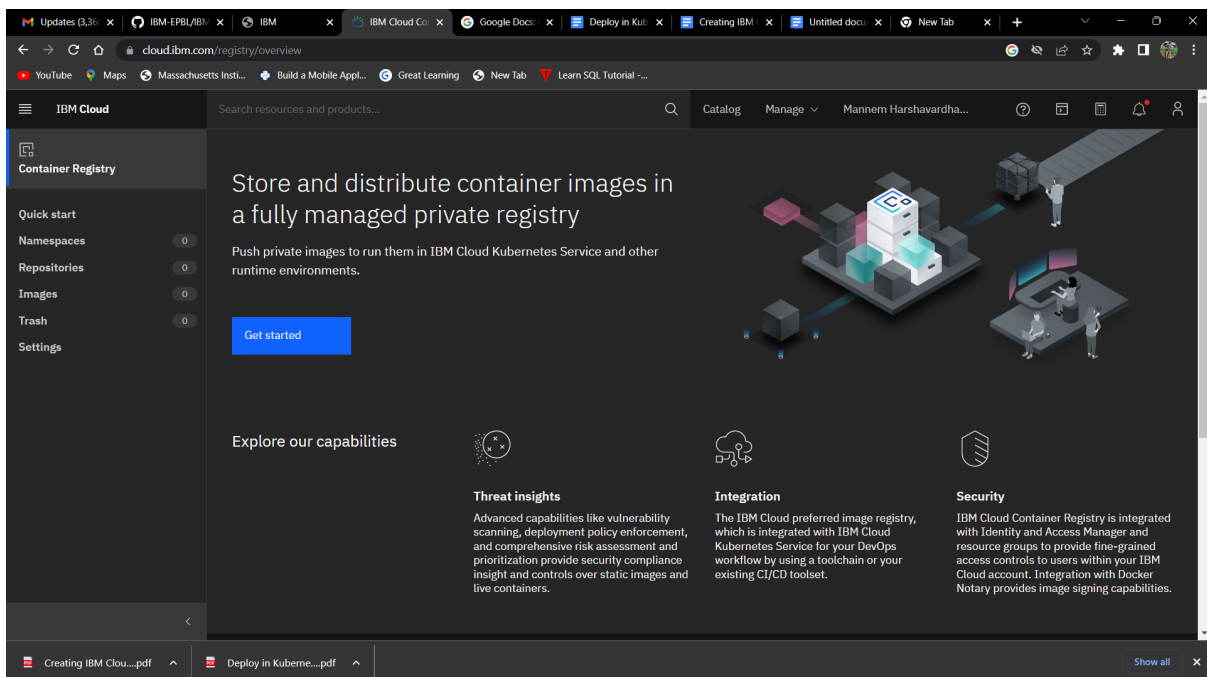 Updates (3,36
IBM-EPBL/IBM
IBM
IBM Cloud Co
Google Docs:
Deploy in Kub
Creating IBM
Untitled docu
New Tab
cloud.ibm.com/registry/overview
YouTube
Maps
Massachusetts Insti...
Build a Mobile Appl...
Great Learning
New Tab
Learn SQL Tutorial -...
IBM Cloud
Search resources and products...
Catalog
Manage
Mannem Harshavardha...
Container Registry
Quick start
Namespaces 0
Repositories 0
Images 0
Trash 0
Settings
Store and distribute container images in
a fully managed private registry
Push private images to run them in IBM Cloud Kubernetes Service and other
runtime environments.
Get started
Explore our capabilities
Threat insights
Advanced capabilities like vulnerability
scanning, deployment policy enforcement,
and comprehensive risk assessment and
prioritization provide security compliance
insight and controls over static images and
live containers.
Integration
The IBM Cloud preferred image registry,
which is integrated with IBM Cloud
Kubernetes Service for your DevOps
workflow by using a toolchain or your
existing CI/CD toolset.
Security
IBM Cloud Container Registry is integrated
with Identity and Access Manager and
resource groups to provide fine-grained
access controls to users within your IBM
Cloud account. Integration with Docker
Notary provides image signing capabilities.
Creating IBM Clou....pdf
Deploy in Kuberne....pdf
Show all